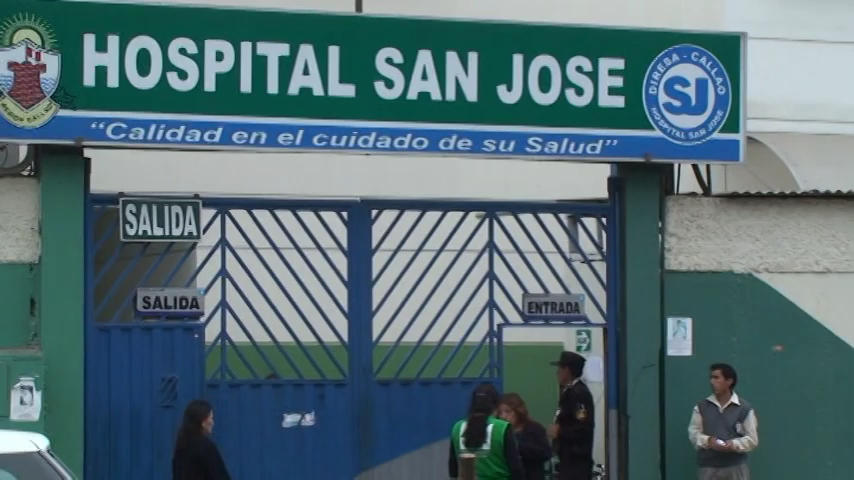 HOSPITAL SAN JOSE
DIRESA - CALLAO
SJ
HOSPITAL SAN JOSE
"Calidad en el cuidado de su Salud"
SALIDA
SALIDA
ENTRADA